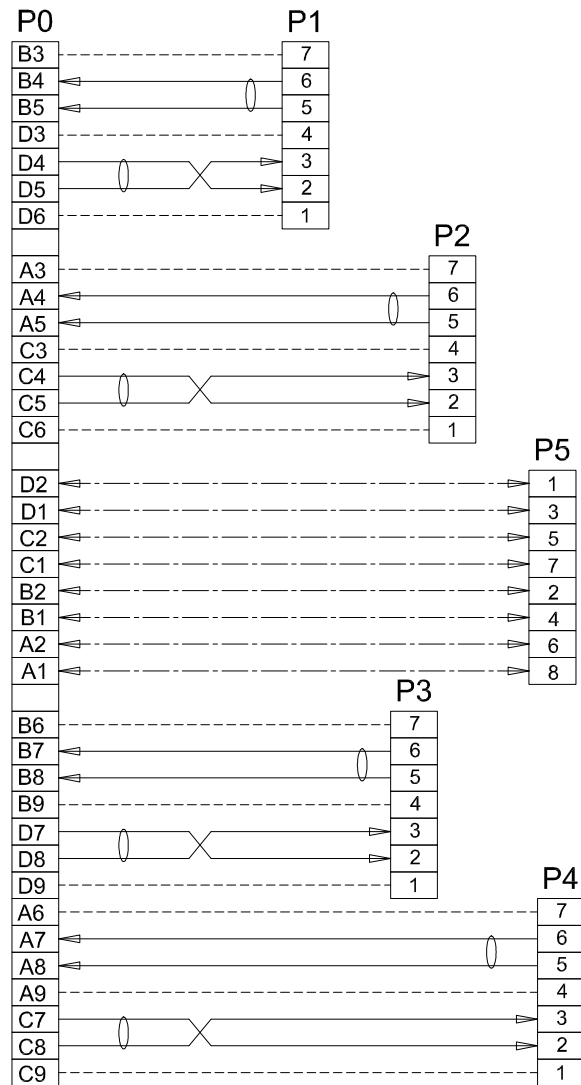 P0 P1
B3 7
B4 6
B5 5
D3 4
D4 3
D5 2
D6 1
P2
A3 7
A4 6
A5 5
C3 4
C4 3
C5 2
C6 1
P5
D2 1
D1 3
C2 5
C1 7
B2 2
B1 4
A2 6
A1 8
P3
B6 7
B7 6
B8 5
B9 4
D7 3
D8 2
D9 1
P4
A6 7
A7 6
A8 5
A9 4
C7 3
C8 2
C9 1